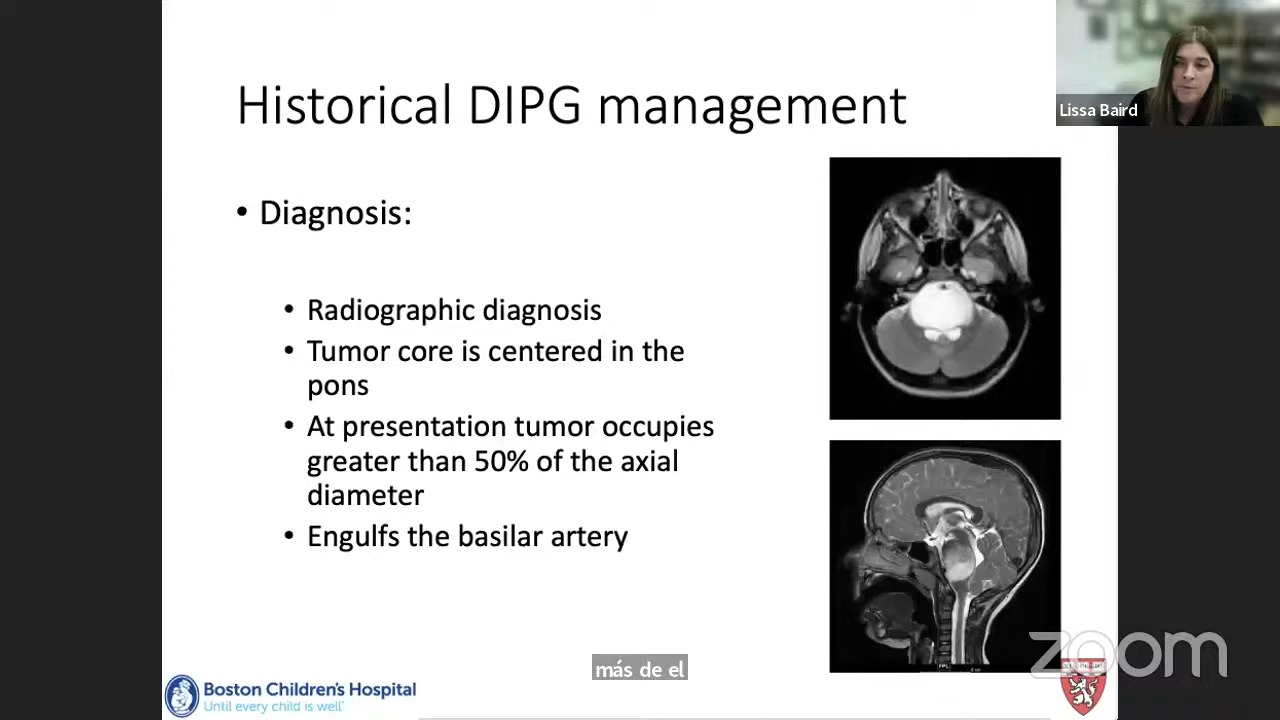 Historical DIPG management
Lissa Baird
• Diagnosis:
• Radiographic diagnosis
• Tumor core is centered in the
pons
• At presentation tumor occupies
greater than 50% of the axial
diameter
• Engulfs the basilar artery
más de el
zoom
Boston Children's Hospital
Until every child is well